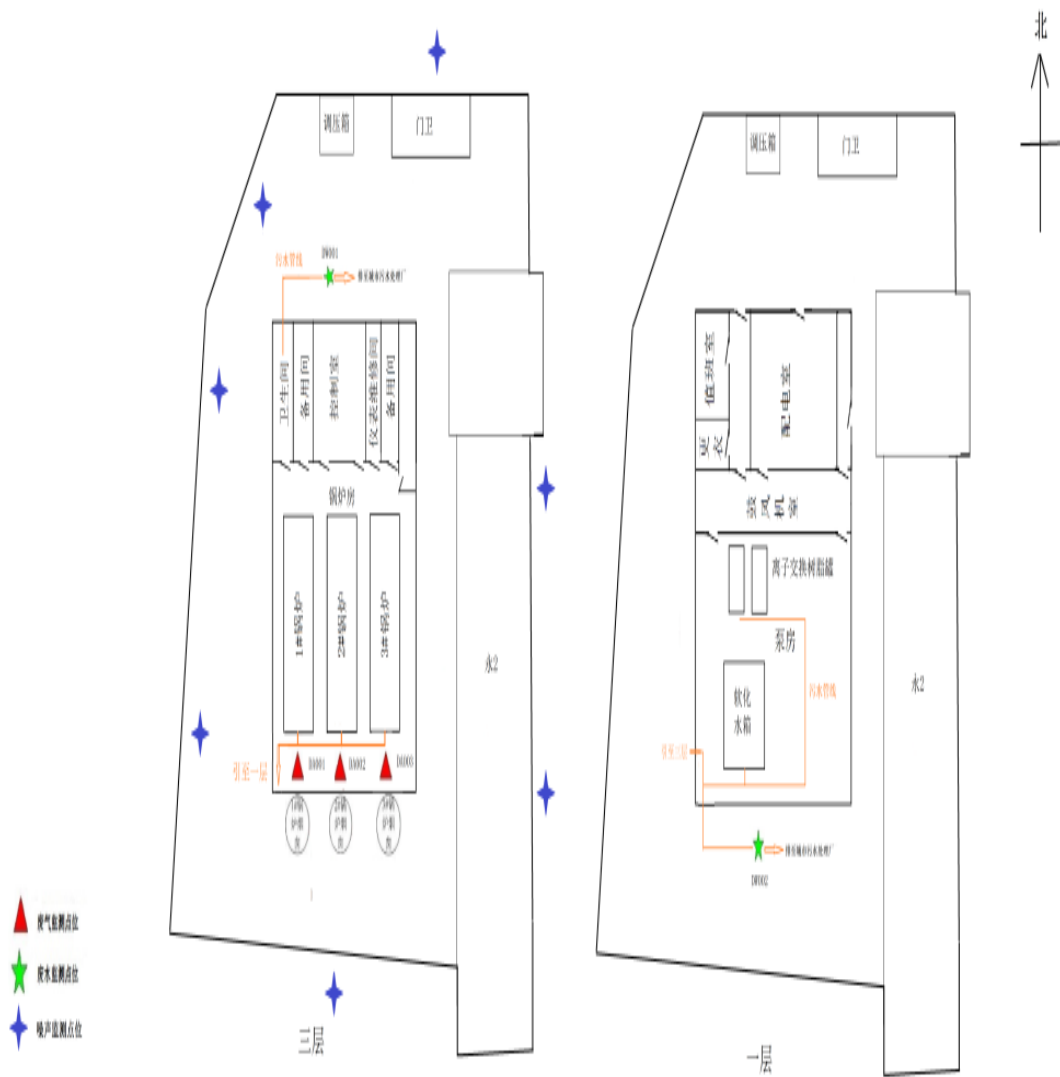 北
调压箱
门卫
污水管线
DW001
排至城市污水处理厂
卫生间
备用间
控制室
仪表维修间
备用间
锅炉房
1#锅炉
2#锅炉
3#锅炉
引至一层
DA001
DA002
DA003
水2
二层
调压箱
门卫
值班室
更衣
配电室
鼓风机室
离子交换树脂罐
泵房
软化
水箱
污水管线
DW002
排至城市污水处理厂
水2
一层
废气监测点位
废水监测点位
噪声监测点位